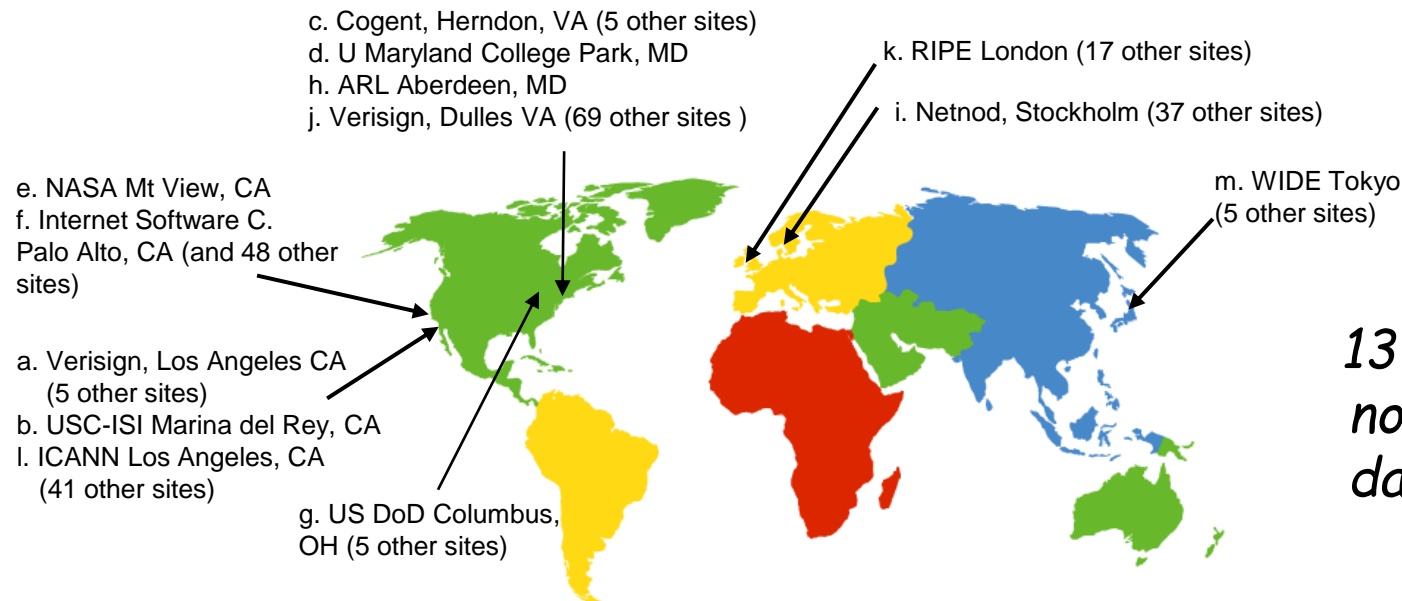 c. Cogent, Herndon, VA (5 other sites)
d. U Maryland College Park, MD
h. ARL Aberdeen, MD
j. Verisign, Dulles VA (69 other sites )
k. RIPE London (17 other sites)
i. Netnod, Stockholm (37 other sites)
m. WIDE Tokyo
(5 other sites)
e. NASA Mt View, CA
f. Internet Software C.
Palo Alto, CA (and 48 other
sites)
a. Verisign, Los Angeles CA
(5 other sites)
b. USC-ISI Marina del Rey, CA
l. ICANN Los Angeles, CA
(41 other sites)
g. US DoD Columbus,
OH (5 other sites)
13
no
da